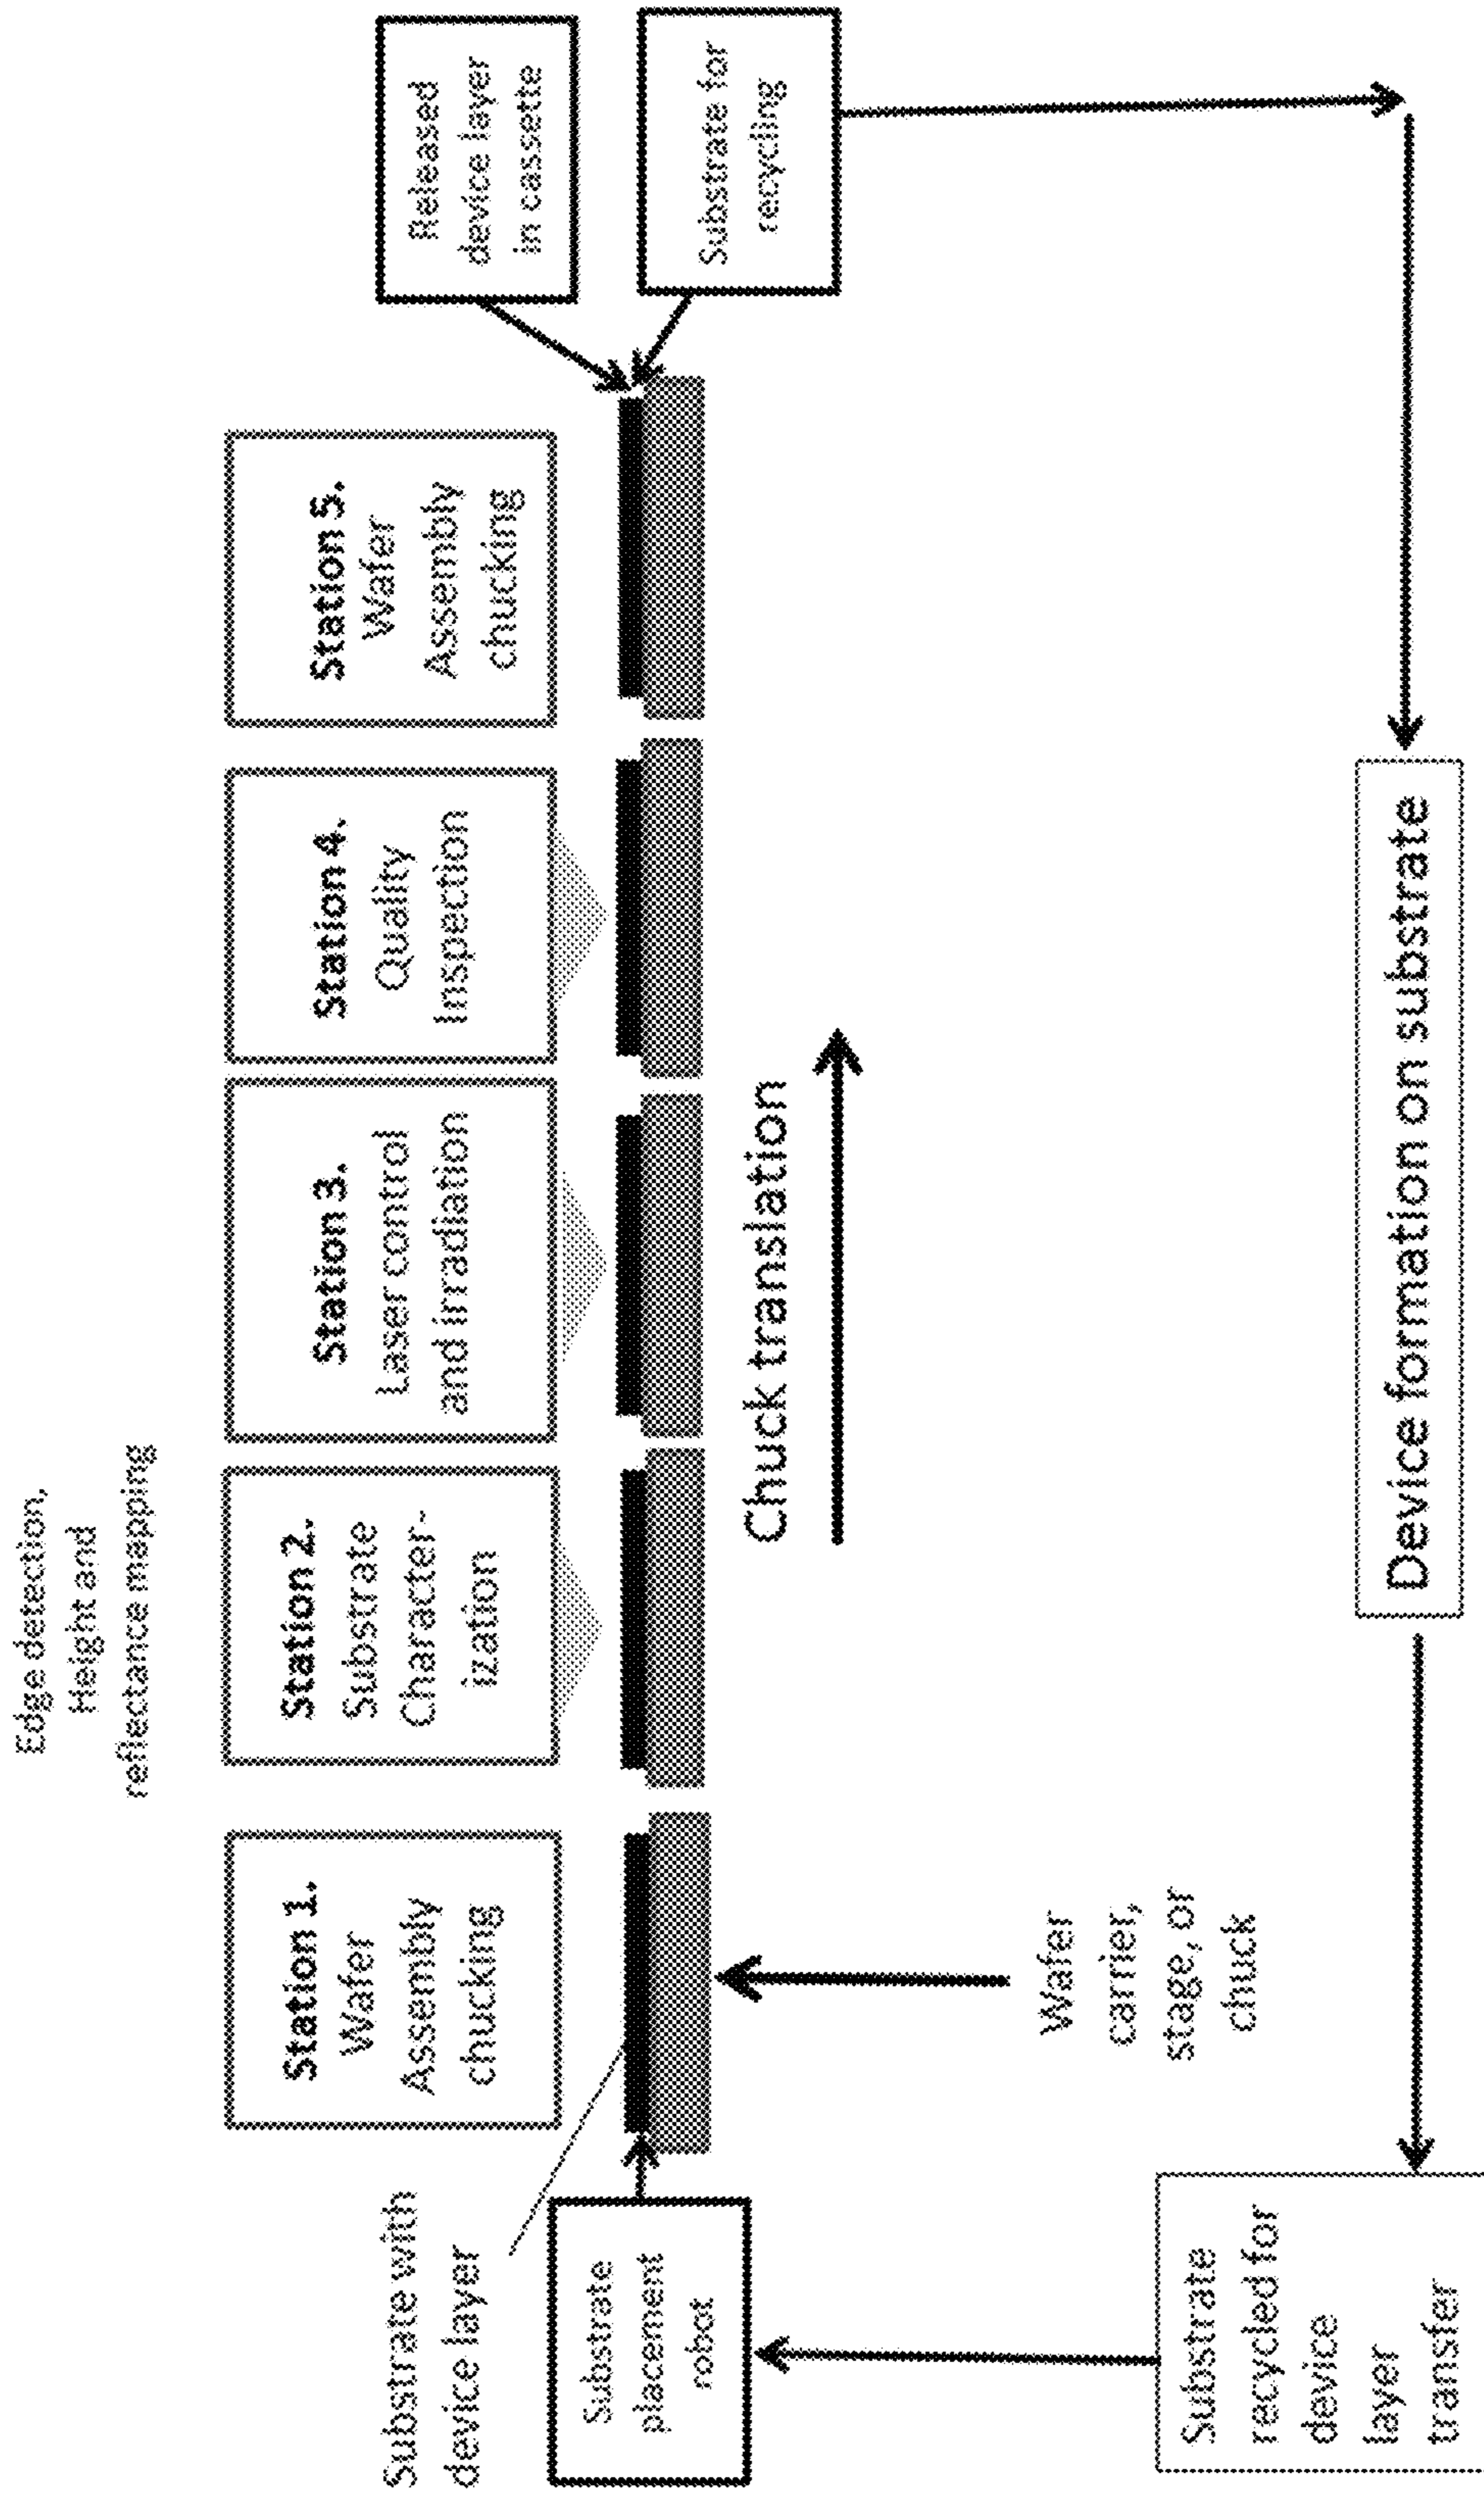 Edge detection,
Height and
reflectance mapping
Station 1.
Wafer
Assembly
chucking
Station 2.
Substrate
Character-
ization
Station 3.
Laser control
and irradiation
Station 4.
Quality
Inspection
Station 5.
Wafer
Assembly
chucking
Released
device layer
in cassette
Substrate for
recycling
Substrate with
device layer
Substrate
placement
robot
Chuck translation
Wafer
carrier,
stage, or
chuck
Substrate
recycled for
device
layer
transfer
Device formation on substrate